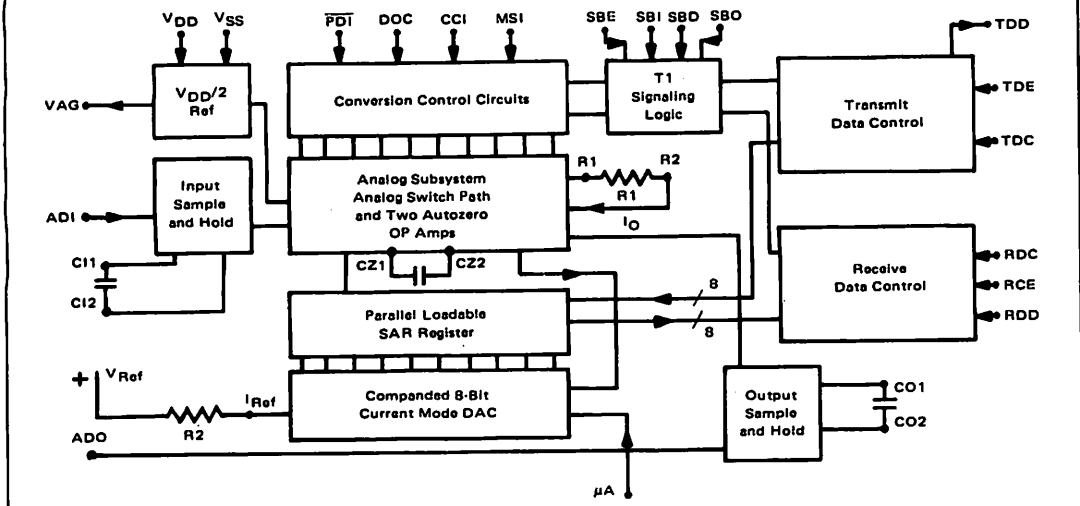 VDD VSS PDI DOC CCI MSI SBE SBI SBD SBO TDD
VAG
VDD/2
Ref
Conversion Control Circuits
T1
Signaling
Logic
Transmit
Data Control
TDE
TDC
ADI
Input
Sample
and Hold
Analog Subsystem
Analog Switch Path
and Two Autozero
OP Amps
R1 R2
R1
IO
CI1
CI2
CZ1 CZ2
Receive
Data Control
RDC
RCE
RDD
Parallel Loadable
SAR Register
8
8
+ VRef
R2
IRef
Companded 8-Bit
Current Mode DAC
Output
Sample
and Hold
CO1
CO2
ADO
μA